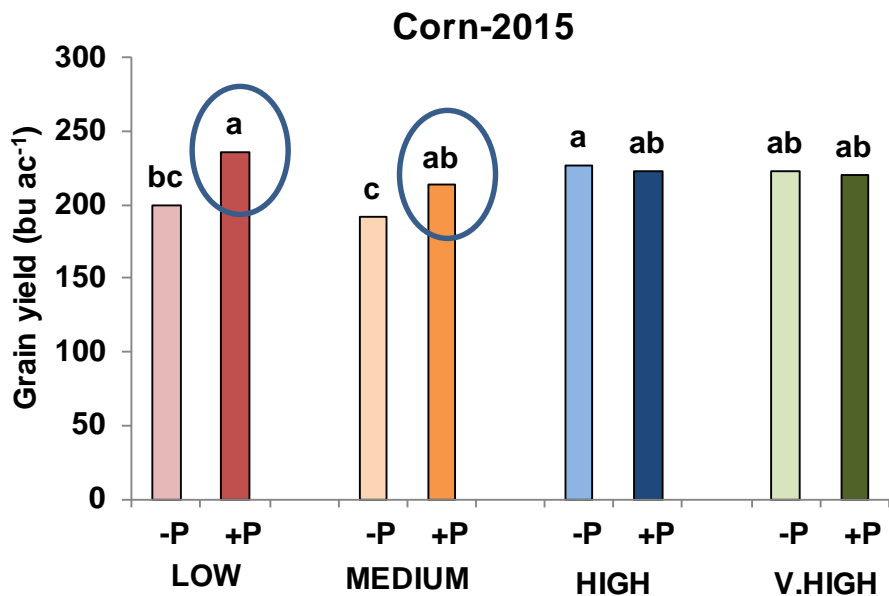 Corn-2015
Grain yield (bu ac⁻¹)
300
250
200
150
100
50
0
bc
a
c
ab
a
ab
ab
ab
-P +P -P +P -P +P -P +P
LOW MEDIUM HIGH V.HIGH